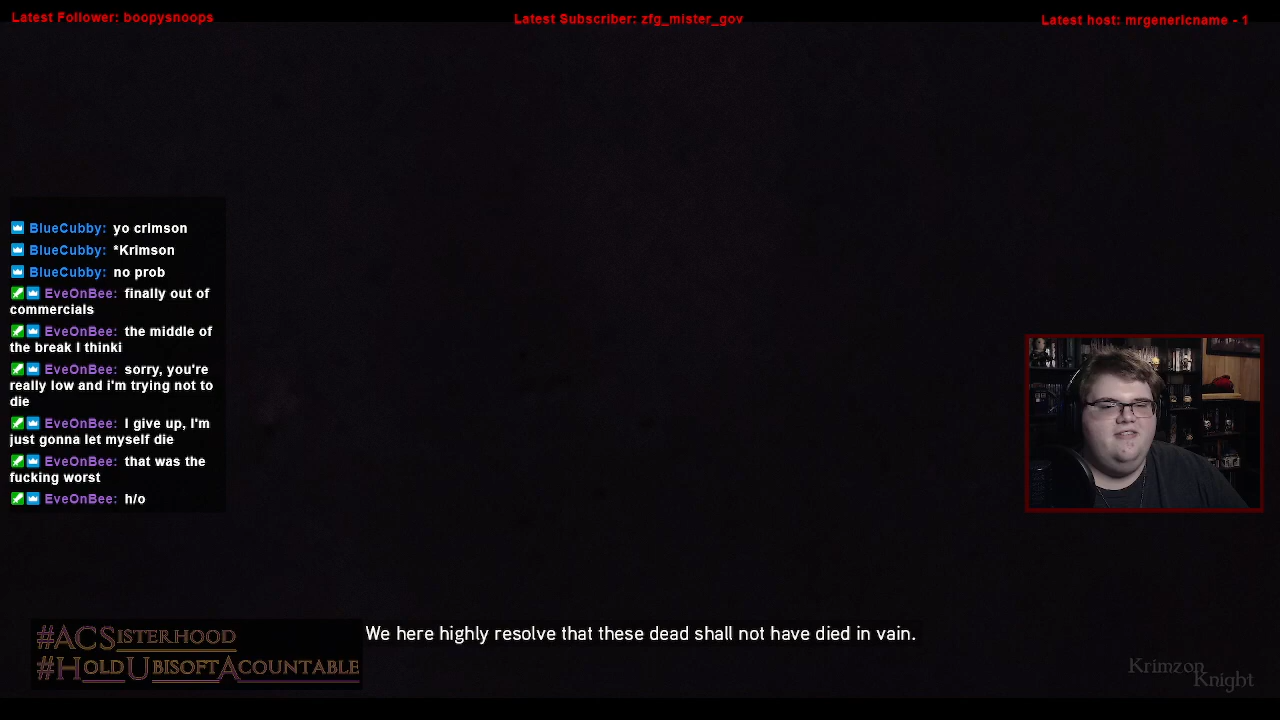 Latest Follower: boopysnoops
Latest Subscriber: zfg_mister_gov
Latest host: mrgenericname - 1
BlueCubby: yo crimson
BlueCubby: *Krimson
BlueCubby: no prob
EveOnBee: finally out of
commercials
EveOnBee: the middle of
the break I thinki
EveOnBee: sorry, you're
really low and i'm trying not to
die
EveOnBee: I give up, I'm
just gonna let myself die
EveOnBee: that was the
fucking worst
EveOnBee: h/o
#ACSisterhood
#HoldUbisoftAcountable
We here highly resolve that these dead shall not have died in vain.
Krimzon
Knight